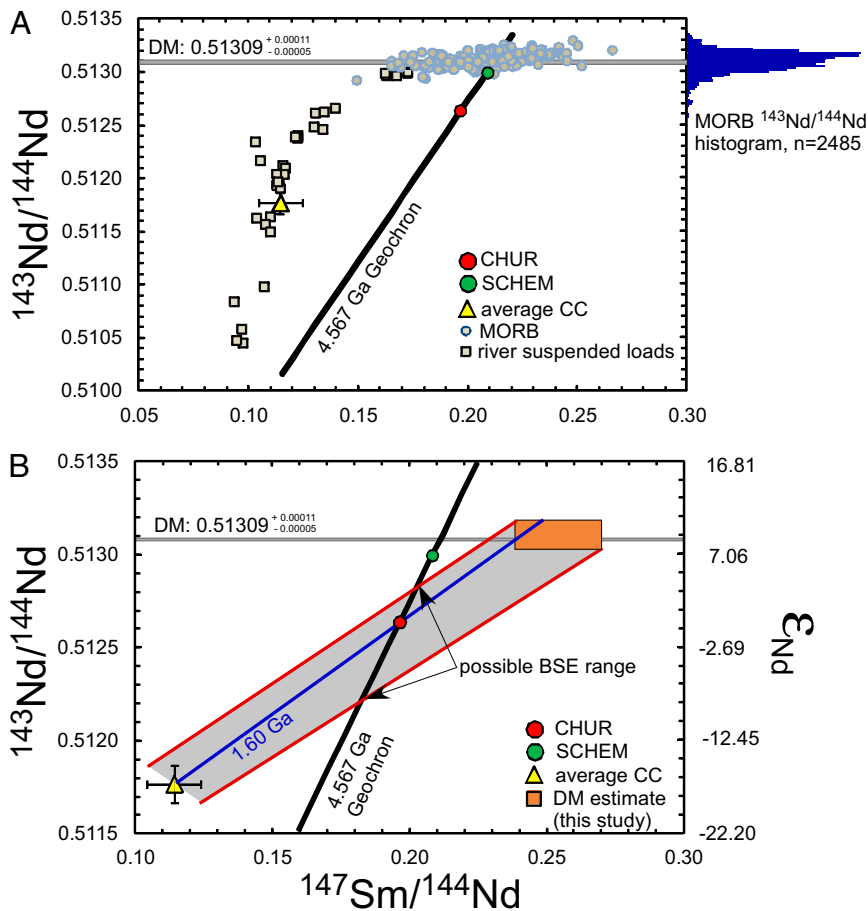 A
DM: 0.51309 + 0.00011 - 0.00005
0.5135
0.5130
0.5125
0.5120
0.5115
0.5110
0.5105
0.5100
143Nd/144Nd
4.567 Ga Geochron
CHUR
SCHEM
average CC
MORB
river suspended loads
0.05
0.10
0.15
0.20
0.25
0.30
MORB 143Nd/144Nd
histogram, n=2485
B
DM: 0.51309 + 0.00011 - 0.00005
0.5135
0.5130
0.5125
0.5120
0.5115
143Nd/144Nd
1.60 Ga
4.567 Ga
Geochron
possible BSE range
CHUR
SCHEM
average CC
DM estimate
(this study)
16.81
7.06
-2.69
-12.45
-22.20
εNd
0.10
0.15
0.20
0.25
0.30
147Sm/144Nd